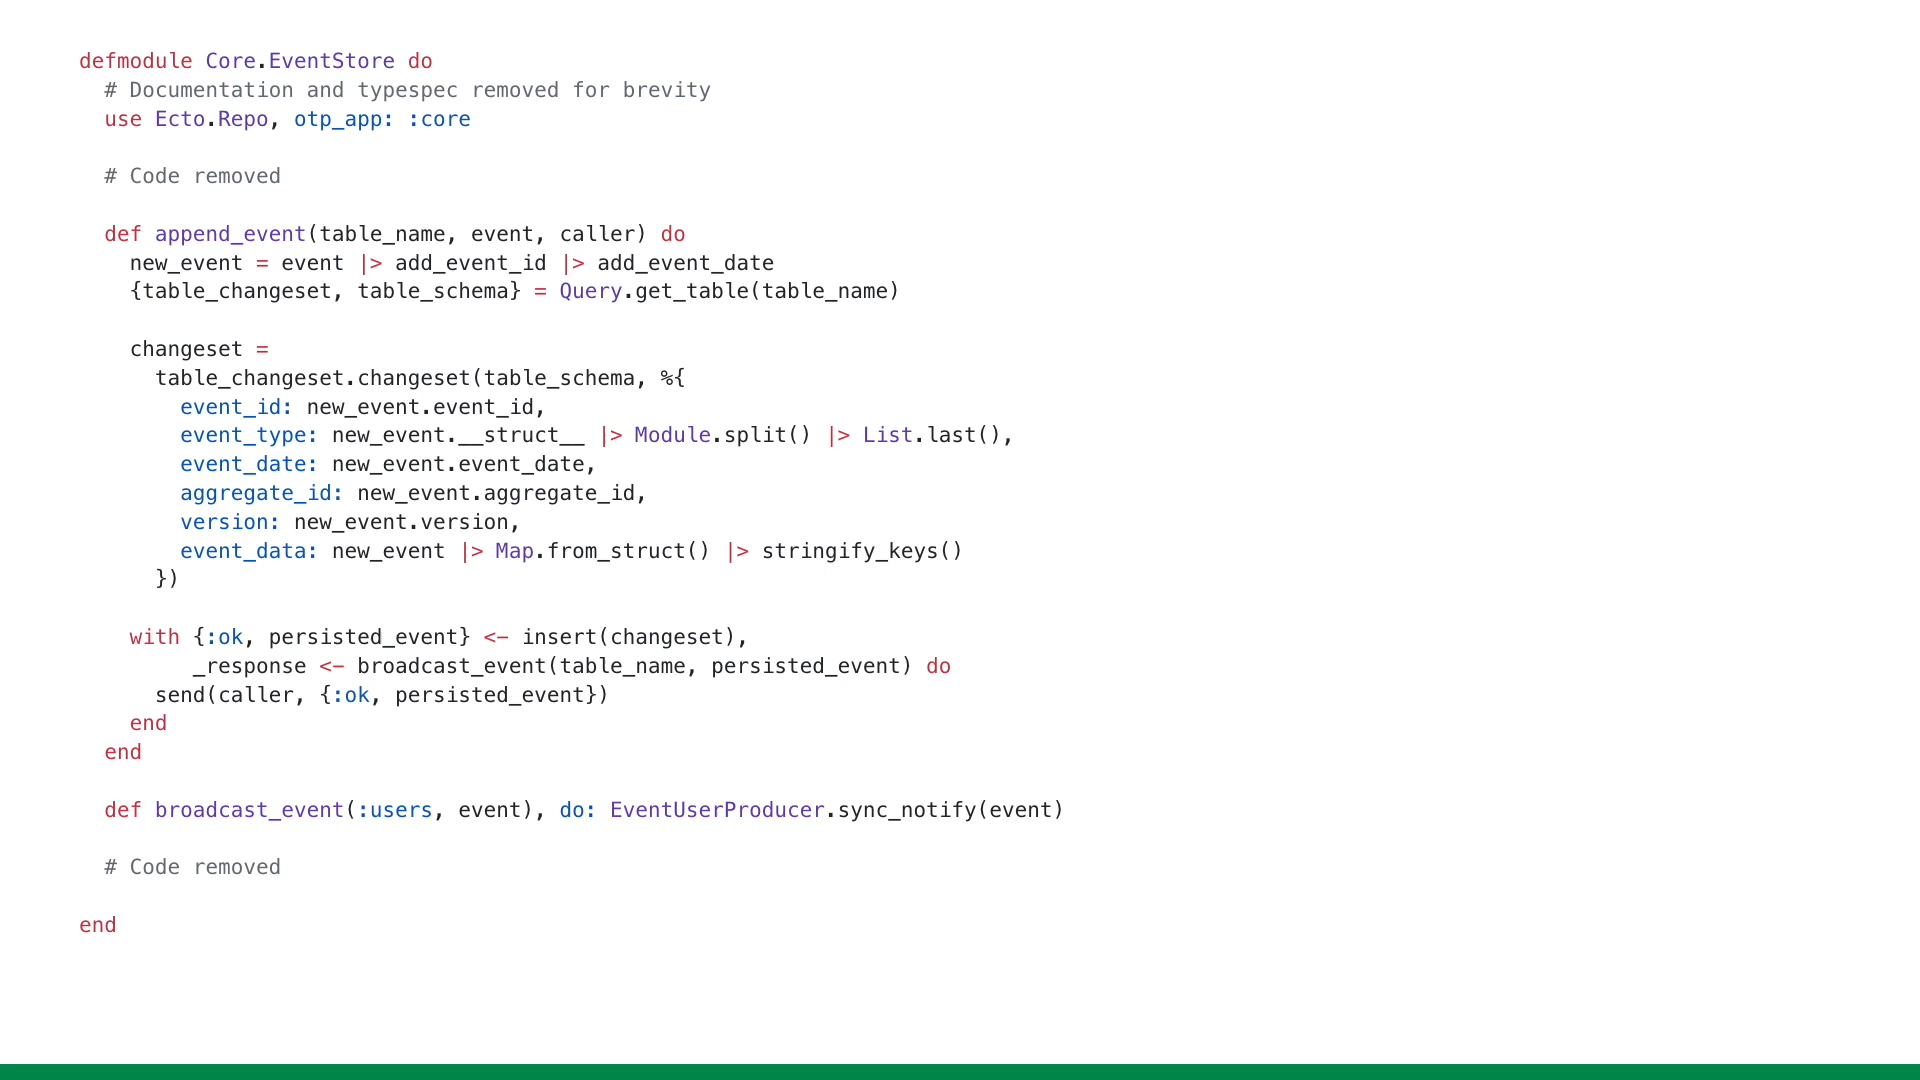 defmodule Core.EventStore do
  # Documentation and typespec removed for brevity
  use Ecto.Repo, otp_app: :core

  # Code removed

  def append_event(table_name, event, caller) do
    new_event = event |> add_event_id |> add_event_date
    {table_changeset, table_schema} = Query.get_table(table_name)

    changeset =
      table_changeset.changeset(table_schema, %{
        event_id: new_event.event_id,
        event_type: new_event.__struct__ |> Module.split() |> List.last(),
        event_date: new_event.event_date,
        aggregate_id: new_event.aggregate_id,
        version: new_event.version,
        event_data: new_event |> Map.from_struct() |> stringify_keys()
      })

    with {:ok, persisted_event} <- insert(changeset),
         _response <- broadcast_event(table_name, persisted_event) do
      send(caller, {:ok, persisted_event})
    end
  end

  def broadcast_event(:users, event), do: EventUserProducer.sync_notify(event)

  # Code removed

end